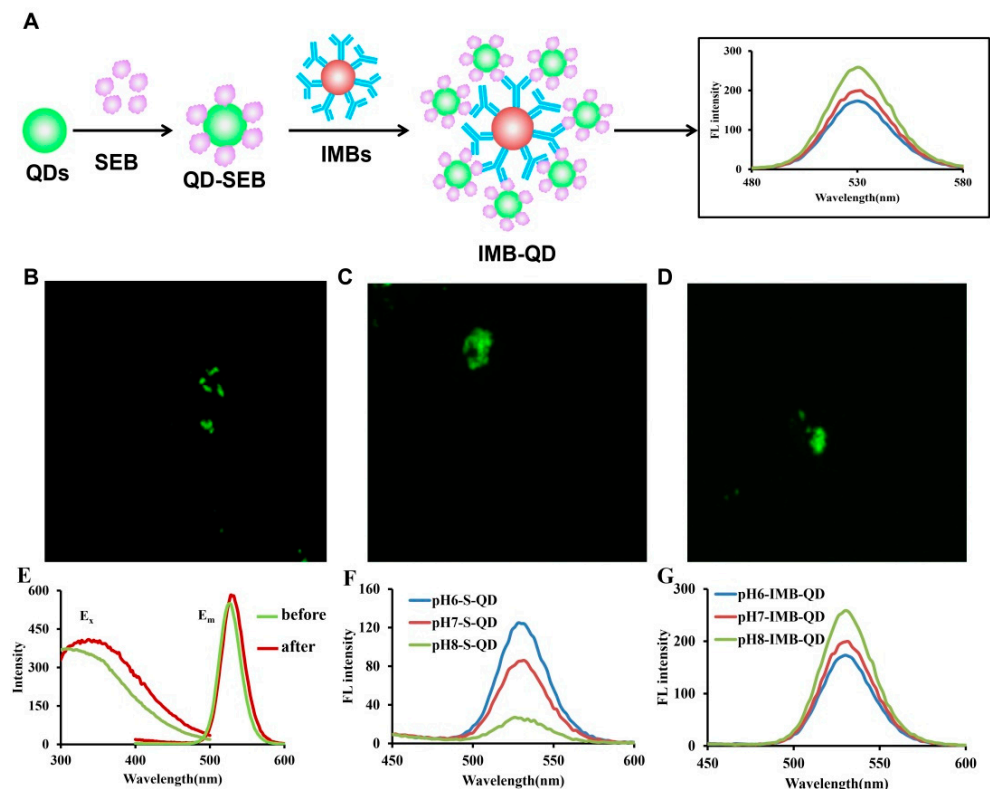 A
QDs
SEB
QD-SEB
IMBs
IMB-QD
FL intensity
300
200
100
0
480
530
580
Wavelength(nm)
B
C
D
E
Intensity
600
450
300
150
0
Ex
Em
before
after
300
400
500
600
Wavelength(nm)
F
FL intensity
160
120
80
40
0
pH6-S-QD
pH7-S-QD
pH8-S-QD
450
500
550
600
Wavelength(nm)
G
FL intensity
300
200
100
0
pH6-IMB-QD
pH7-IMB-QD
pH8-IMB-QD
450
500
550
600
Wavelength(nm)